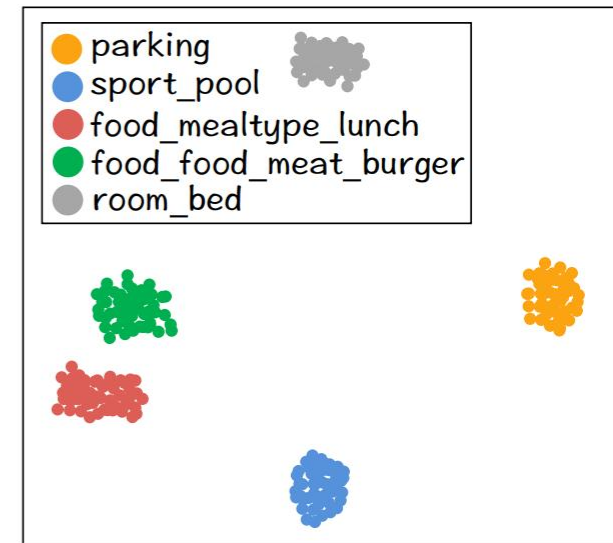 parking
sport_pool
food_mealtype_lunch
food_food_meat_burger
room_bed